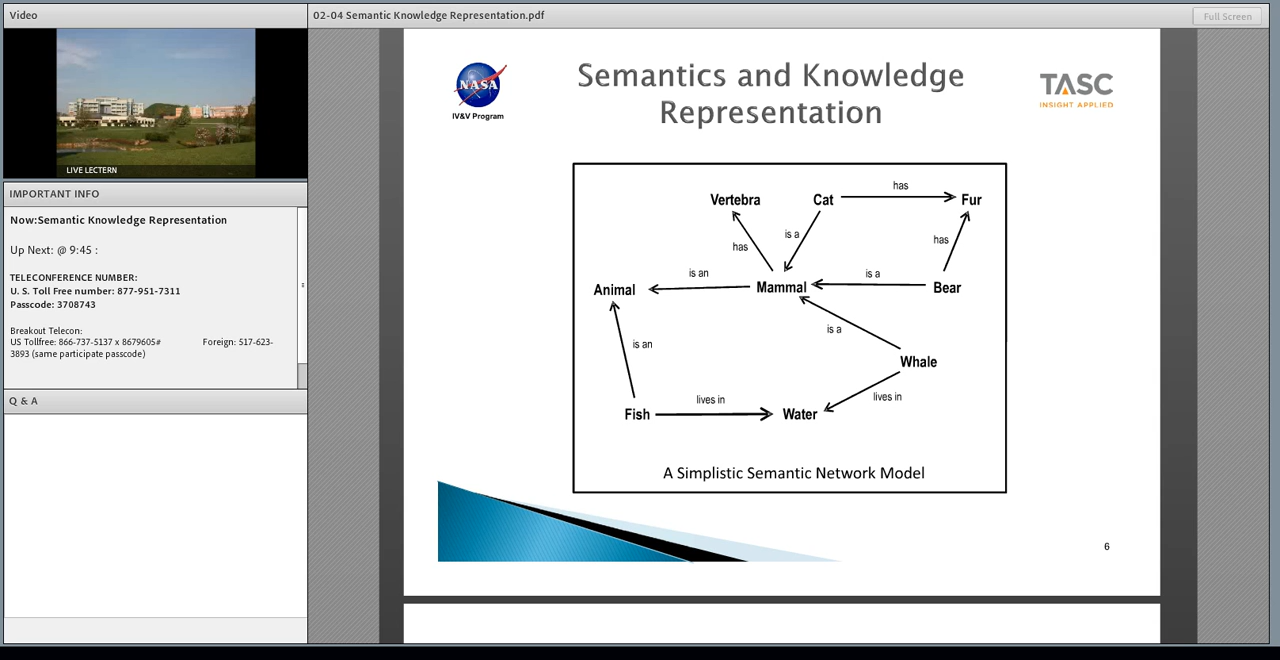 Video
02-04 Semantic Knowledge Representation.pdf
Full Screen
LIVE LECTERN
IMPORTANT INFO
Now:Semantic Knowledge Representation
Up Next: @ 9:45 :
TELECONFERENCE NUMBER:
U. S. Toll Free number: 877-951-7311
Passcode: 3708743
Breakout Telecon:
US Tollfree: 866-737-5137 x 8679605# Foreign: 517-623-
3893 (same participate passcode)
Q & A
NASA
IV&V Program
Semantics and Knowledge
Representation
TASC
INSIGHT APPLIED
Vertebra
Cat
has
Fur
has
is a
has
Animal
is an
Mammal
is a
Bear
is an
is a
Whale
Fish
lives in
Water
lives in
A Simplistic Semantic Network Model
6